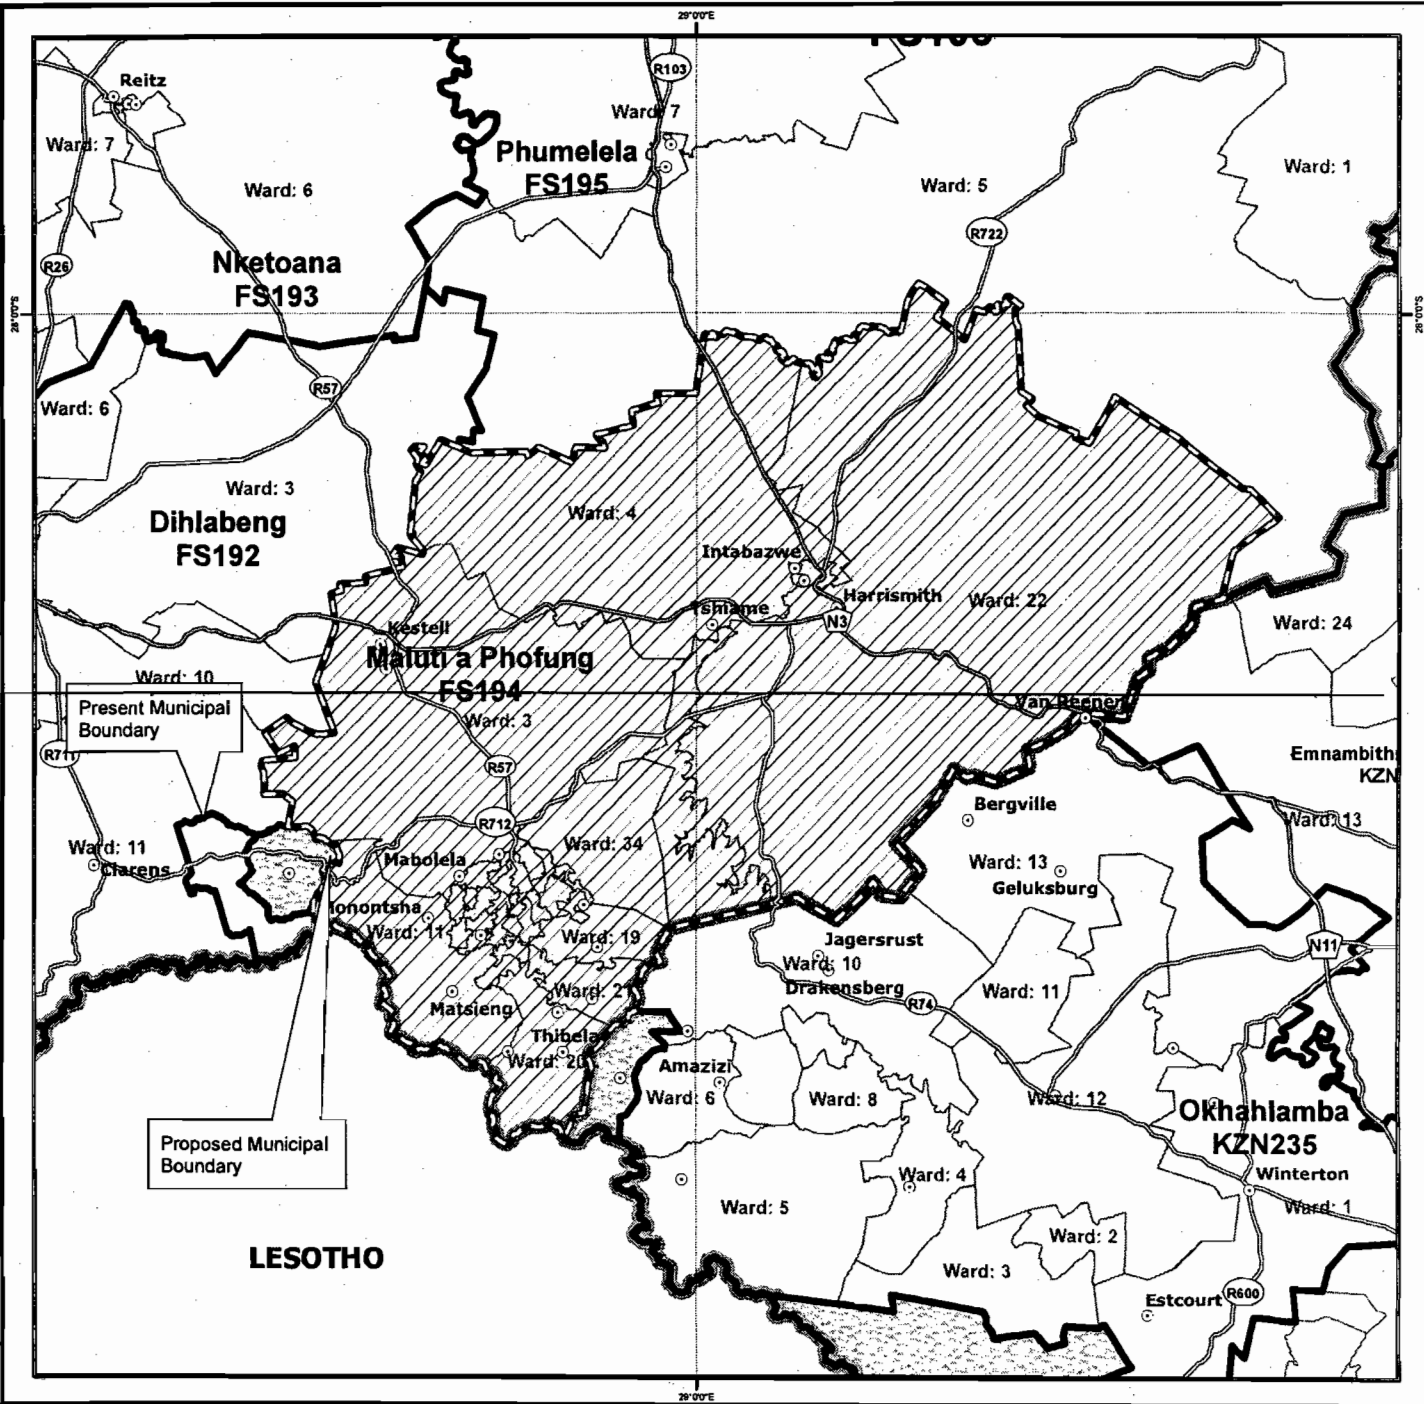 29°0'0"E
Reitz
R103
Ward: 7
Ward: 7
Phumelela
FS195
Ward: 6
Ward: 5
Ward: 1
R722
R26
Nketoana
FS193
28°0'0"S
28°0'0"S
R57
Ward: 6
Ward: 3
Dihlabeng
FS192
Ward: 4
Intabazwe
Harrismith
Tshiame
Ward: 22
N3
Ward: 24
Kestell
Maluti a Phofung
FS194
Ward: 10
Present Municipal
Boundary
Ward: 3
Van Reenen
R711
R57
Emnambith
KZN
Bergville
R712
Ward: 13
Ward: 11
Clarens
Mabolela
Ward: 34
Ward: 13
Geluksburg
Monontsha
Ward: 11
Ward: 19
Jagersrust
N11
Ward: 10
Drakensberg
Ward: 21
Ward: 11
Matsieng
R74
Thibela
Ward: 20
Amazizi
Ward: 6
Ward: 8
Ward: 12
Okhahlamba
KZN235
Proposed Municipal
Boundary
Winterton
Ward: 4
Ward: 5
Ward: 1
Ward: 2
LESOTHO
Ward: 3
Estcourt
R600
29°0'0"E